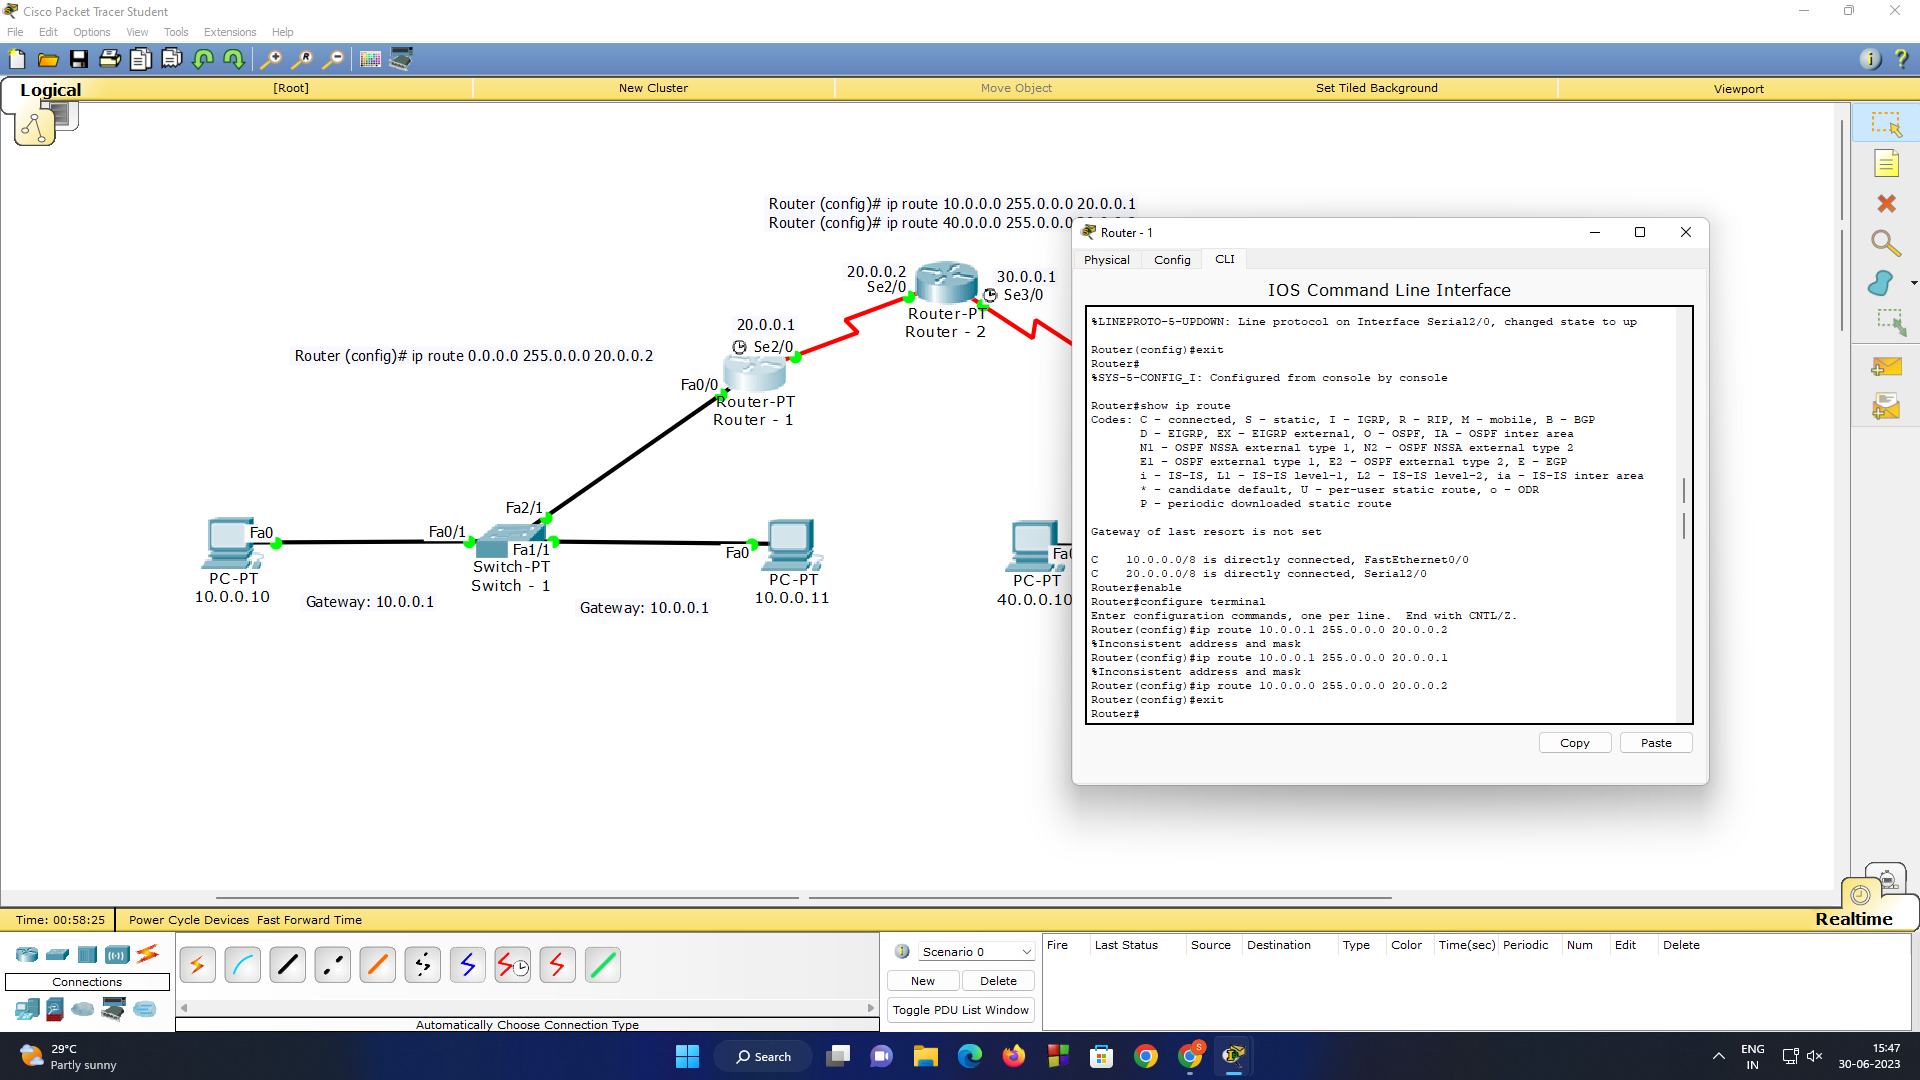 Cisco Packet Tracer Student
File Edit Options View Tools Extensions Help
Logical [Root] New Cluster Move Object Set Tiled Background Viewport
Router (config)# ip route 10.0.0.0 255.0.0.0 20.0.0.1
Router (config)# ip route 40.0.0.0 255.0.0.0
20.0.0.2
Se2/0
30.0.0.1
Se3/0
Router-PT
Router - 2
20.0.0.1
Se2/0
Router (config)# ip route 0.0.0.0 255.0.0.0 20.0.0.2
Fa0/0
Router-PT
Router - 1
Fa2/1
Fa0
Fa0/1
Fa1/1
Fa0
Switch-PT
Switch - 1
PC-PT
10.0.0.10
Gateway: 10.0.0.1
Gateway: 10.0.0.1
PC-PT
10.0.0.11
PC-PT
40.0.0.10
Router - 1
Physical Config CLI
IOS Command Line Interface
%LINEPROTO-5-UPDOWN: Line protocol on Interface Serial2/0, changed state to up
Router(config)#exit
Router#
%SYS-5-CONFIG_I: Configured from console by console
Router#show ip route
Codes: C - connected, S - static, I - IGRP, R - RIP, M - mobile, B - BGP
D - EIGRP, EX - EIGRP external, O - OSPF, IA - OSPF inter area
N1 - OSPF NSSA external type 1, N2 - OSPF NSSA external type 2
E1 - OSPF external type 1, E2 - OSPF external type 2, E - EGP
i - IS-IS, L1 - IS-IS level-1, L2 - IS-IS level-2, ia - IS-IS inter area
* - candidate default, U - per-user static route, o - ODR
P - periodic downloaded static route
Gateway of last resort is not set
C 10.0.0.0/8 is directly connected, FastEthernet0/0
C 20.0.0.0/8 is directly connected, Serial2/0
Router#enable
Router#configure terminal
Enter configuration commands, one per line. End with CNTL/Z.
Router(config)#ip route 10.0.0.1 255.0.0.0 20.0.0.2
%Inconsistent address and mask
Router(config)#ip route 10.0.0.1 255.0.0.0 20.0.0.1
%Inconsistent address and mask
Router(config)#ip route 10.0.0.0 255.0.0.0 20.0.0.2
Router(config)#exit
Router#
Copy Paste
Time: 00:58:25 Power Cycle Devices Fast Forward Time
Realtime
Connections
Automatically Choose Connection Type
Scenario 0
New Delete
Toggle PDU List Window
Fire Last Status Source Destination Type Color Time(sec) Periodic Num Edit Delete
29°C
Partly sunny
Search
S
ENG
IN
15:47
30-06-2023